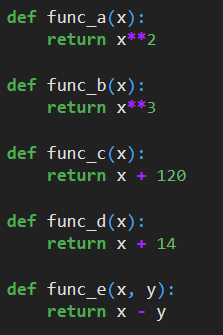 def func_a(x):
    return x**2
def func_b(x):
    return x**3
def func_c(x):
    return x + 120
def func_d(x):
    return x + 14
def func_e(x, y):
    return x - y